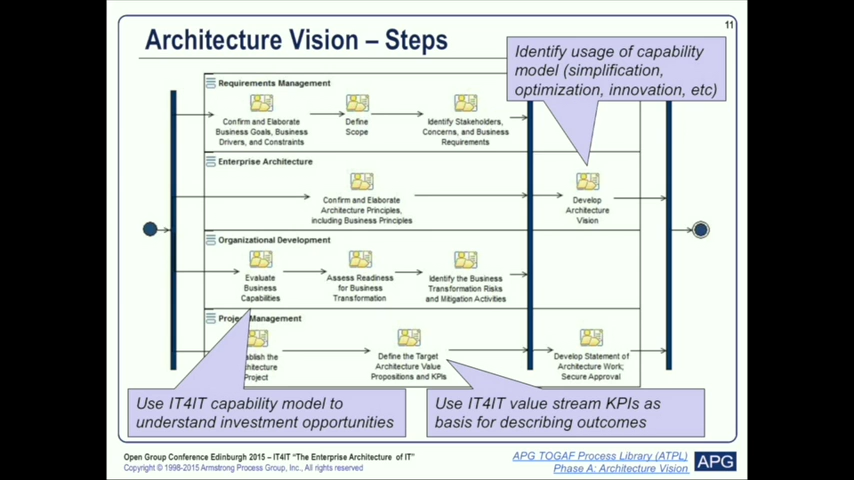 11
Architecture Vision – Steps
Identify usage of capability
model (simplification,
optimization, innovation, etc)
Requirements Management
Confirm and Elaborate
Business Goals, Business
Drivers, and Constraints
Define
Scope
Identify Stakeholders,
Concerns, and Business
Requirements
Enterprise Architecture
Confirm and Elaborate
Architecture Principles,
including Business Principles
Develop
Architecture
Vision
Organizational Development
Evaluate
Business
Capabilities
Assess Readiness
for Business
Transformation
Identify the Business
Transformation Risks
and Mitigation Activities
Management
the
Project
Define the Target
Architecture Value
Propositions and KPIs
Develop Statement of
Architecture Work;
Secure Approval
Use IT4IT capability model to
understand investment opportunities
Use IT4IT value stream KPIs as
basis for describing outcomes
Open Group Conference Edinburgh 2015 – IT4IT "The Enterprise Architecture of IT"
Copyright © 1998-2015 Armstrong Process Group, Inc., All rights reserved
APG TOGAF Process Library (ATPL)
Phase A: Architecture Vision
APG